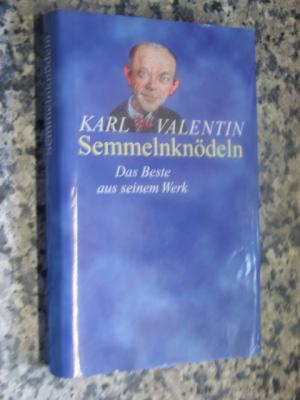 KARL VALENTIN
Semmelnknödeln
Das Beste
aus seinem Werk
Semmelnknödeln